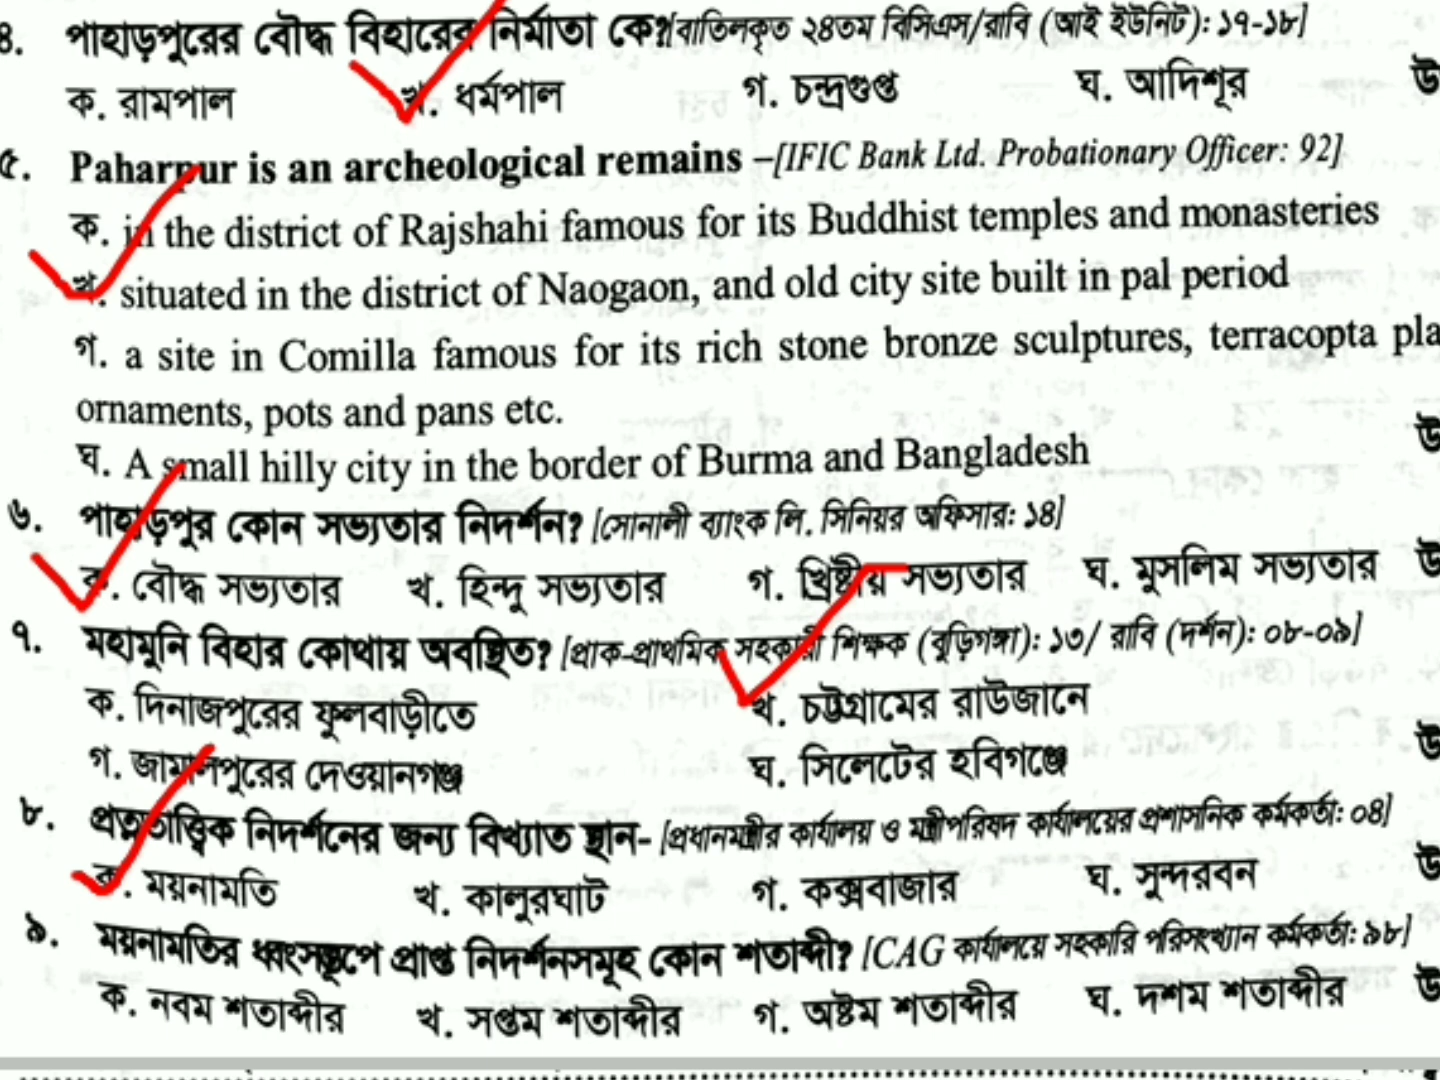 ৪. পাহাড়পুরের বৌদ্ধ বিহারের নির্মাতা কে? [বাতিলকৃত ২৪তম বিসিএস/রাবি (আই ইউনিট): ১৭-১৮]
ক. রামপাল খ. ধর্মপাল গ. চন্দ্রগুপ্ত ঘ. আদিশূর উ
৫. Paharpur is an archeological remains –[IFIC Bank Ltd. Probationary Officer: 92]
ক. in the district of Rajshahi famous for its Buddhist temples and monasteries
খ. situated in the district of Naogaon, and old city site built in pal period
গ. a site in Comilla famous for its rich stone bronze sculptures, terracopta pla
ornaments, pots and pans etc. উ
ঘ. A small hilly city in the border of Burma and Bangladesh
৬. পাহাড়পুর কোন সভ্যতার নিদর্শন? [সোনালী ব্যাংক লি. সিনিয়র অফিসার: ১৪]
ক. বৌদ্ধ সভ্যতার খ. হিন্দু সভ্যতার গ. খ্রিষ্টীয় সভ্যতার ঘ. মুসলিম সভ্যতার উ
৭. মহামুনি বিহার কোথায় অবস্থিত? [প্রাক-প্রাথমিক সহকারী শিক্ষক (বুড়িগঙ্গা): ১৩/ রাবি (দর্শন): ০৮-০৯]
ক. দিনাজপুরের ফুলবাড়ীতে খ. চট্টগ্রামের রাউজানে
গ. জামালপুরের দেওয়ানগঞ্জ ঘ. সিলেটের হবিগঞ্জে উ
৮. প্রত্নতাত্ত্বিক নিদর্শনের জন্য বিখ্যাত স্থান- [প্রধানমন্ত্রীর কার্যালয় ও মন্ত্রীপরিষদ কার্যালয়ের প্রশাসনিক কর্মকর্তা: ০৪]
ক. ময়নামতি খ. কালুরঘাট গ. কক্সবাজার ঘ. সুন্দরবন উ
৯. ময়নামতির ধ্বংসস্তূপে প্রাপ্ত নিদর্শনসমূহ কোন শতাব্দী? [CAG কার্যালয়ে সহকারি পরিসংখ্যান কর্মকর্তা: ৯৮]
ক. নবম শতাব্দীর খ. সপ্তম শতাব্দীর গ. অষ্টম শতাব্দীর ঘ. দশম শতাব্দীর উ